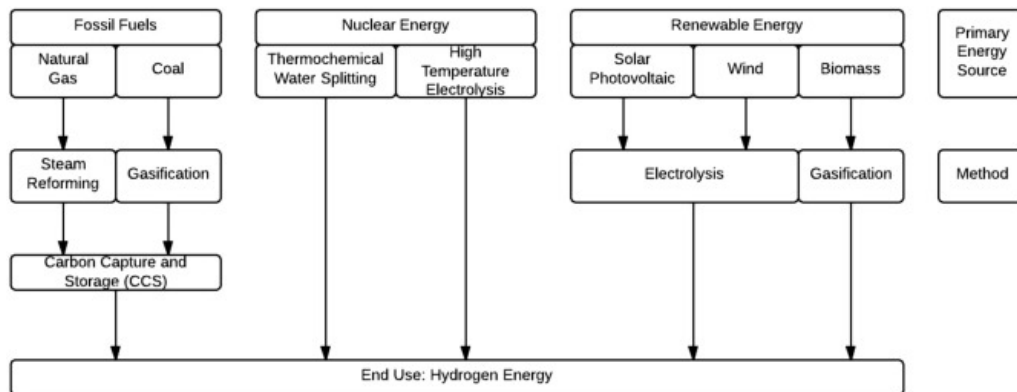 Fossil Fuels
Nuclear Energy
Renewable Energy
Primary
Energy
Source
Natural
Gas
Coal
Thermochemical
Water Splitting
High
Temperature
Electrolysis
Solar
Photovoltaic
Wind
Biomass
Steam
Reforming
Gasification
Electrolysis
Gasification
Method
Carbon Capture and
Storage (CCS)
End Use: Hydrogen Energy